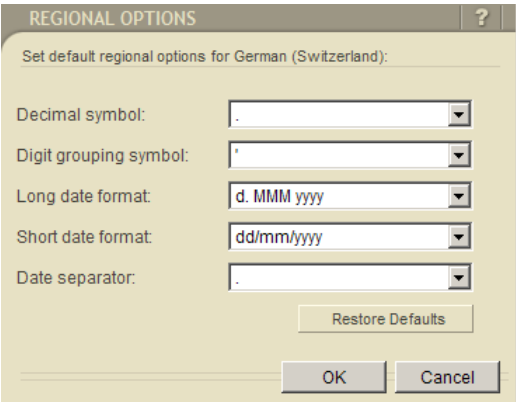 REGIONAL OPTIONS ?
Set default regional options for German (Switzerland):
Decimal symbol: .
Digit grouping symbol: '
Long date format: d. MMM yyyy
Short date format: dd/mm/yyyy
Date separator: .
Restore Defaults
OK Cancel